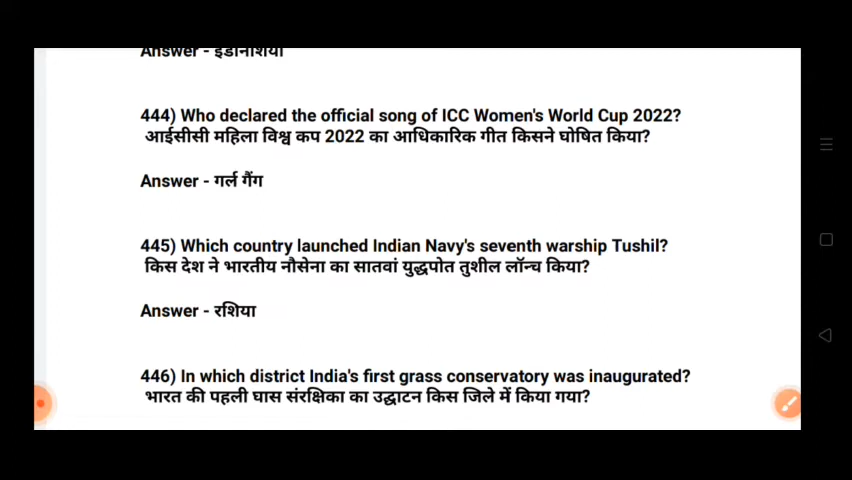 Answer - इंडोनेशिया
444) Who declared the official song of ICC Women's World Cup 2022?
आईसीसी महिला विश्व कप 2022 का आधिकारिक गीत किसने घोषित किया?
Answer - गर्ल गैंग
445) Which country launched Indian Navy's seventh warship Tushil?
किस देश ने भारतीय नौसेना का सातवां युद्धपोत तुशील लॉन्च किया?
Answer - रशिया
446) In which district India's first grass conservatory was inaugurated?
भारत की पहली घास संरक्षिका का उद्घाटन किस जिले में किया गया?